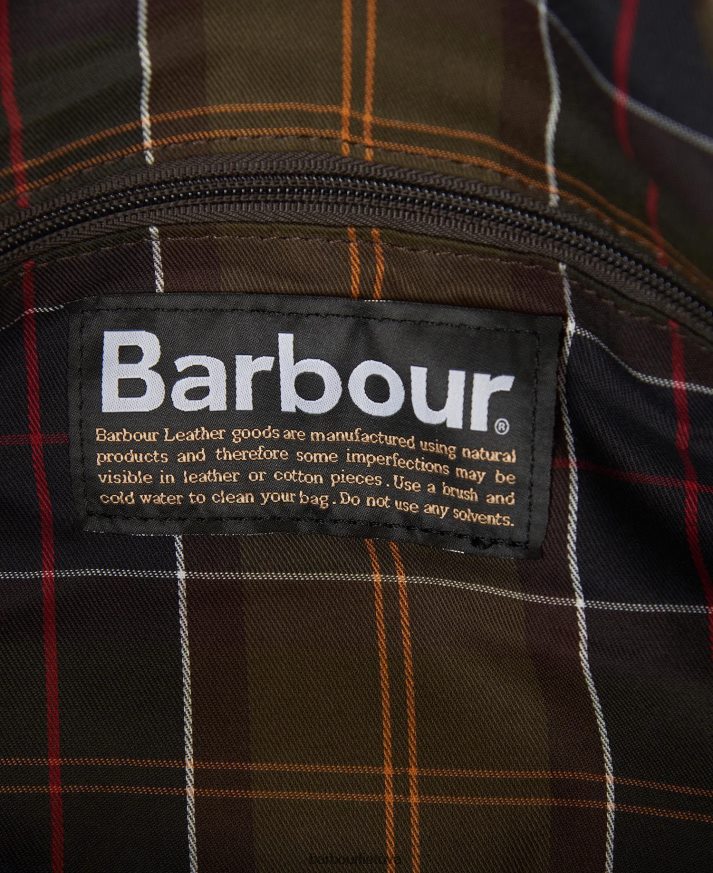 Barbour®
Barbour Leather goods are manufactured using natural
products and therefore some imperfections may be
visible in leather or cotton pieces. Use a brush and
cold water to clean your bag. Do not use any solvents.
barbourlietuva